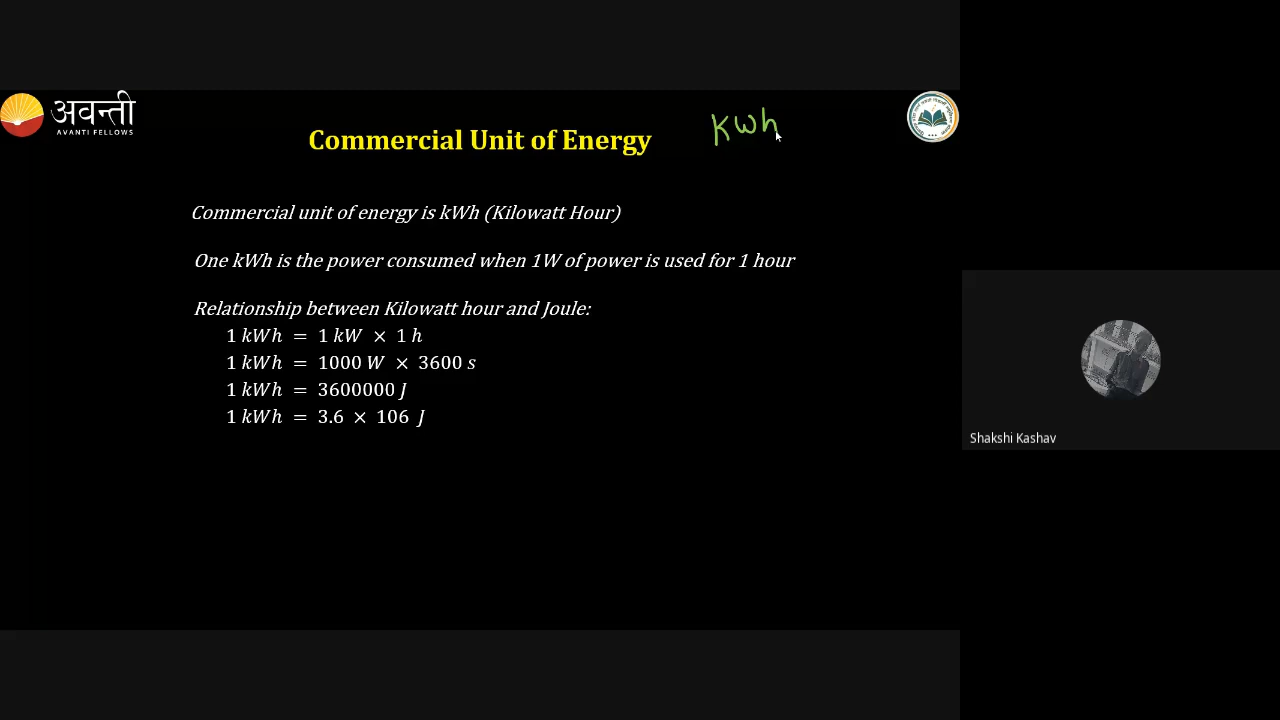 अवन्ती
AVANTI FELLOWS
Commercial Unit of Energy
kwh
Commercial unit of energy is kWh (Kilowatt Hour)
One kWh is the power consumed when 1W of power is used for 1 hour
Relationship between Kilowatt hour and Joule:
1 kWh = 1 kW × 1 h
1 kWh = 1000 W × 3600 s
1 kWh = 3600000 J
1 kWh = 3.6 × 106 J
Shakshi Kashav